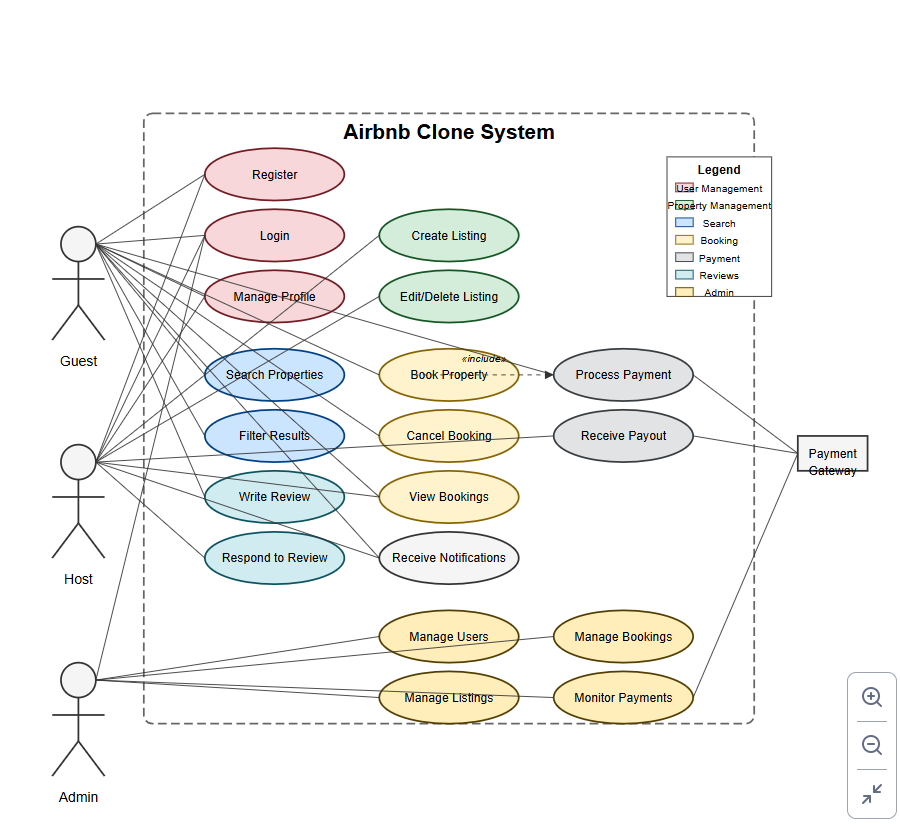 Airbnb Clone System
Register
Legend
User Management
Property Management
Search
Booking
Payment
Reviews
Admin
Login
Create Listing
Manage Profile
Edit/Delete Listing
Guest
«include»
Search Properties
Book Property
Process Payment
Filter Results
Cancel Booking
Receive Payout
Payment
Gateway
Write Review
View Bookings
Respond to Review
Receive Notifications
Host
Manage Users
Manage Bookings
Manage Listings
Monitor Payments
Admin